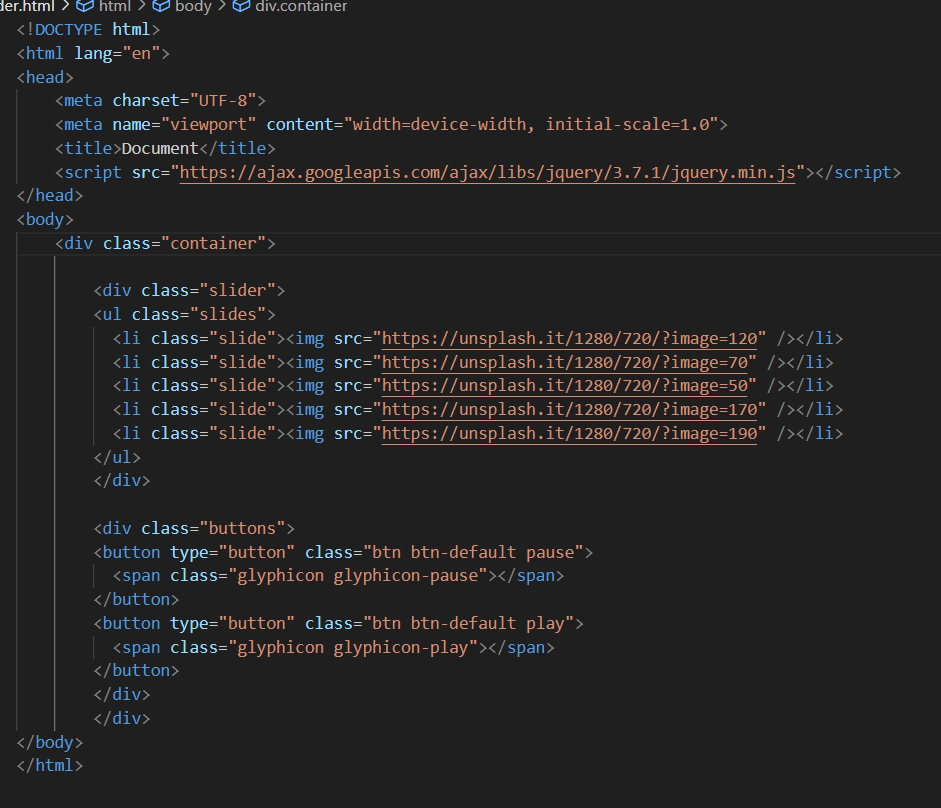 der.html > html > body > div.container
<!DOCTYPE html>
<html lang="en">
<head>
    <meta charset="UTF-8">
    <meta name="viewport" content="width=device-width, initial-scale=1.0">
    <title>Document</title>
    <script src="https://ajax.googleapis.com/ajax/libs/jquery/3.7.1/jquery.min.js"></script>
</head>
<body>
    <div class="container">
        <div class="slider">
        <ul class="slides">
          <li class="slide"><img src="https://unsplash.it/1280/720/?image=120" /></li>
          <li class="slide"><img src="https://unsplash.it/1280/720/?image=70" /></li>
          <li class="slide"><img src="https://unsplash.it/1280/720/?image=50" /></li>
          <li class="slide"><img src="https://unsplash.it/1280/720/?image=170" /></li>
          <li class="slide"><img src="https://unsplash.it/1280/720/?image=190" /></li>
        </ul>
        </div>
        <div class="buttons">
        <button type="button" class="btn btn-default pause">
          <span class="glyphicon glyphicon-pause"></span>
        </button>
        <button type="button" class="btn btn-default play">
          <span class="glyphicon glyphicon-play"></span>
        </button>
        </div>
        </div>
</body>
</html>